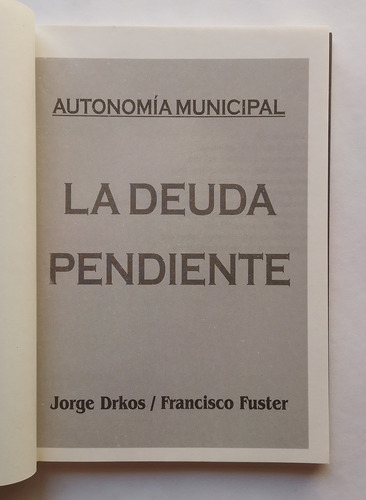 AUTONOMÍA MUNICIPAL
LA DEUDA
PENDIENTE
Jorge Drkos / Francisco Fuster